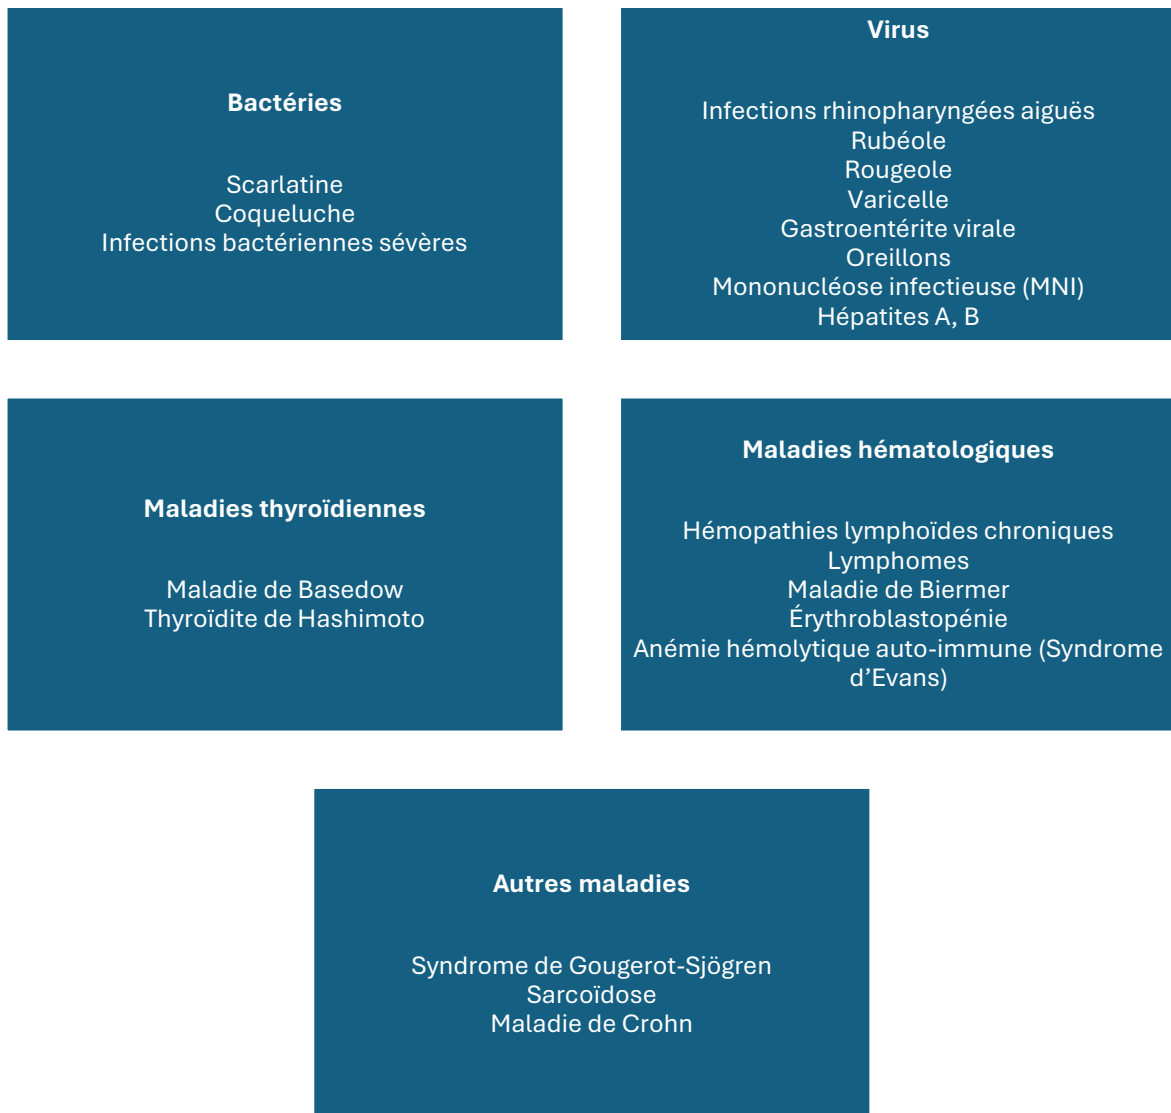 Bactéries
Scarlatine
Coqueluche
Infections bactériennes sévères
Virus
Infections rhinopharyngées aiguës
Rubéole
Rougeole
Varicelle
Gastroentérite virale
Oreillons
Mononucléose infectieuse (MNI)
Hépatites A, B
Maladies thyroïdiennes
Maladie de Basedow
Thyroïdite de Hashimoto
Maladies hématologiques
Hémopathies lymphoïdes chroniques
Lymphomes
Maladie de Biermer
Érythroblastopénie
Anémie hémolytique auto-immune (Syndrome
d’Evans)
Autres maladies
Syndrome de Gougerot-Sjögren
Sarcoïdose
Maladie de Crohn